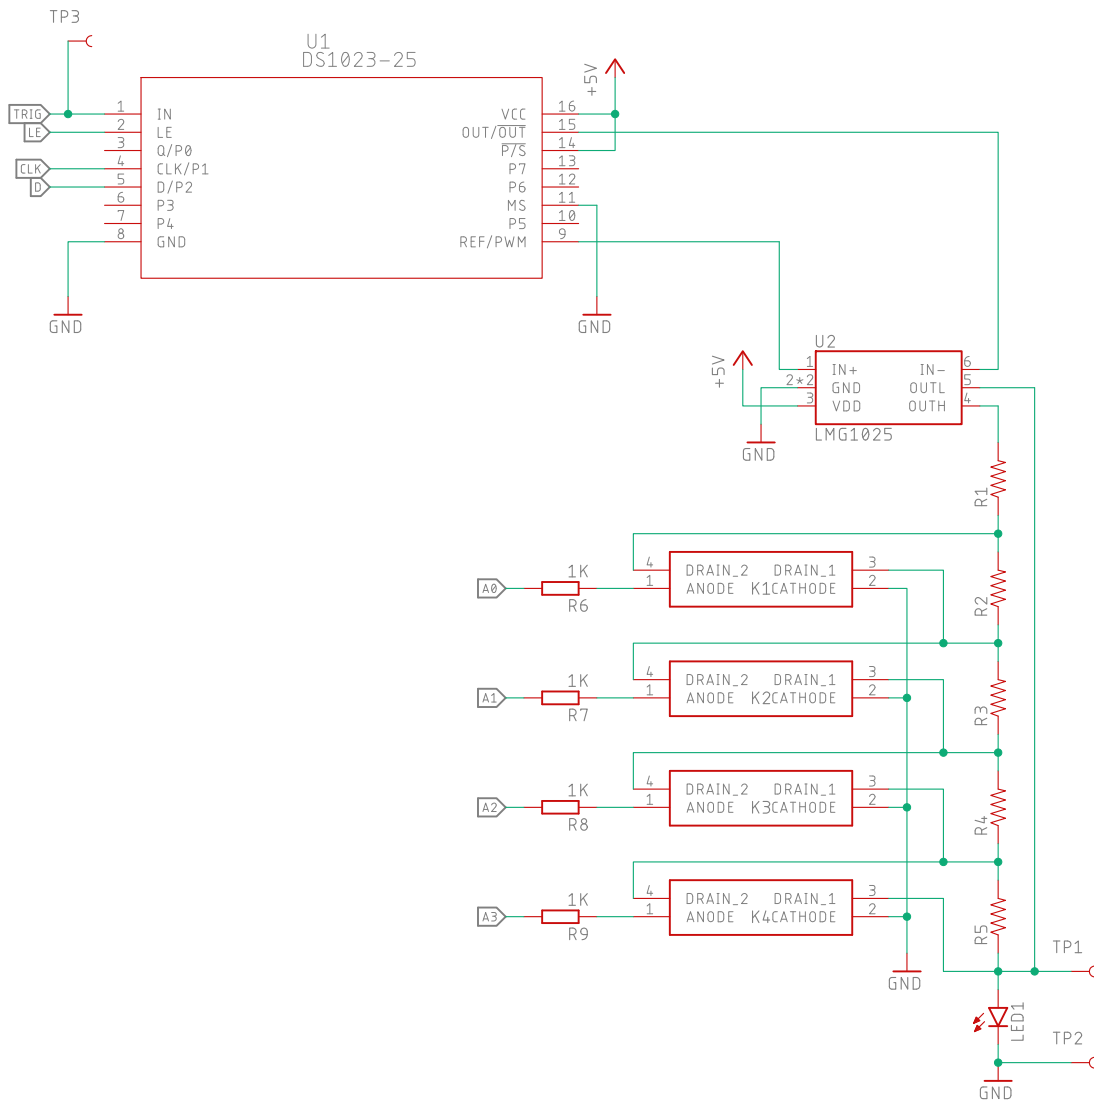 TP3
U1
DS1023-25
+5V
TRIG
1
IN
VCC
16
LE
2
LE
OUT/OUT
15
3
Q/P0
P/S
14
CLK
4
CLK/P1
P7
13
D
5
D/P2
P6
12
6
P3
MS
11
7
P4
P5
10
8
GND
REF/PWM
9
GND
GND
U2
+5V
1
IN+
IN-
6
2*2
GND
OUTL
5
3
VDD
OUTH
4
LMG1025
GND
R1
4
DRAIN_2
DRAIN_1
3
A0
1K
R6
1
ANODE
K1
CATHODE
2
R2
4
DRAIN_2
DRAIN_1
3
A1
1K
R7
1
ANODE
K2
CATHODE
2
R3
4
DRAIN_2
DRAIN_1
3
A2
1K
R8
1
ANODE
K3
CATHODE
2
R4
4
DRAIN_2
DRAIN_1
3
A3
1K
R9
1
ANODE
K4
CATHODE
2
R5
TP1
GND
LED1
TP2
GND